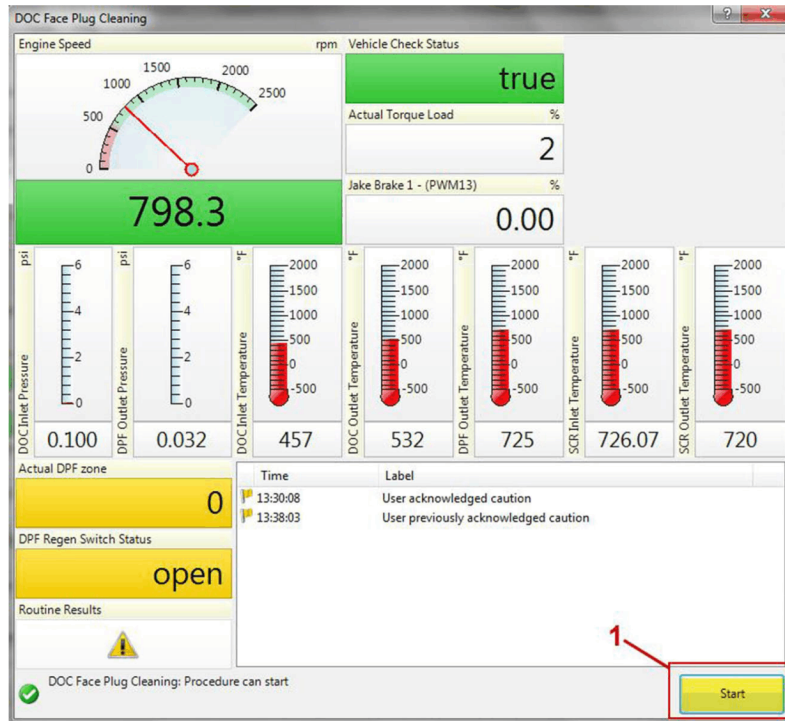 DOC Face Plug Cleaning
Engine Speed rpm
0 500 1000 1500 2000 2500
798.3
Vehicle Check Status
true
Actual Torque Load %
2
Jake Brake 1 - (PWM13) %
0.00
psi
DOC Inlet Pressure
6
4
2
0
0.100
psi
DPF Outlet Pressure
6
4
2
0
0.032
°F
DOC Inlet Temperature
2000
1500
1000
500
0
-500
457
°F
DOC Outlet Temperature
2000
1500
1000
500
0
-500
532
°F
DPF Outlet Temperature
2000
1500
1000
500
0
-500
725
°F
SCR Inlet Temperature
2000
1500
1000
500
0
-500
726.07
°F
SCR Outlet Temperature
2000
1500
1000
500
0
-500
720
Actual DPF zone
0
DPF Regen Switch Status
open
Routine Results
Time Label
13:30:08 User acknowledged caution
13:38:03 User previously acknowledged caution
1
DOC Face Plug Cleaning: Procedure can start
Start